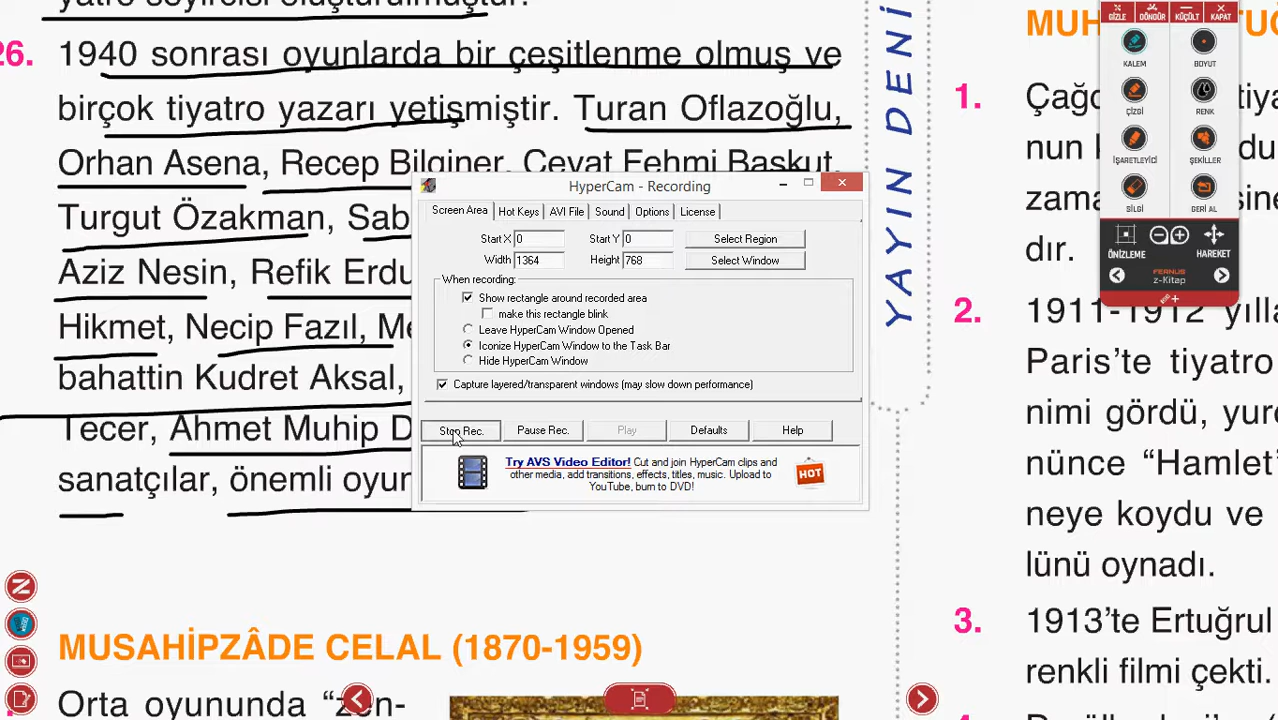 yatro seyircisi oluşturulmuştur.
26. 1940 sonrası oyunlarda bir çeşitlenme olmuş ve
birçok tiyatro yazarı yetişmiştir. Turan Oflazoğlu,
Orhan Asena, Recep Bilginer, Cevat Fehmi Başkut,
Turgut Özakman, Sab
Aziz Nesin, Refik Erdu
Hikmet, Necip Fazıl, Me
bahattin Kudret Aksal,
Tecer, Ahmet Muhip D
sanatçılar, önemli oyun
MUSAHİPZÂDE CELAL (1870-1959)
Orta oyununda “zen-
HyperCam - Recording
Screen Area Hot Keys AVI File Sound Options License
Start X 0 Start Y 0 Select Region
Width 1364 Height 768 Select Window
When recording:
Show rectangle around recorded area
make this rectangle blink
Leave HyperCam Window Opened
Iconize HyperCam Window to the Task Bar
Hide HyperCam Window
Capture layered/transparent windows (may slow down performance)
Stop Rec. Pause Rec. Play Defaults Help
Try AVS Video Editor! Cut and join HyperCam clips and
other media, add transitions, effects, titles, music. Upload to
YouTube, burn to DVD!
HOT
YAYIN DENİ
MUH
1.
nun k
zama
dır.
2. 1911-1912 yılla
Paris’te tiyatro
nimi gördü, yurd
nünce “Hamlet”
neye koydu ve
lünü oynadı.
3. 1913’te Ertuğrul
renkli filmi çekti.
GİZLE DÖNDÜR KÜÇÜLT KAPAT
KALEM BOYUT
ÇİZGİ RENK
İŞARETLEYİCİ ŞEKİLLER
SİLGİ GERİ AL
ÖNİZLEME HAREKET
FERNUS
z-Kitap